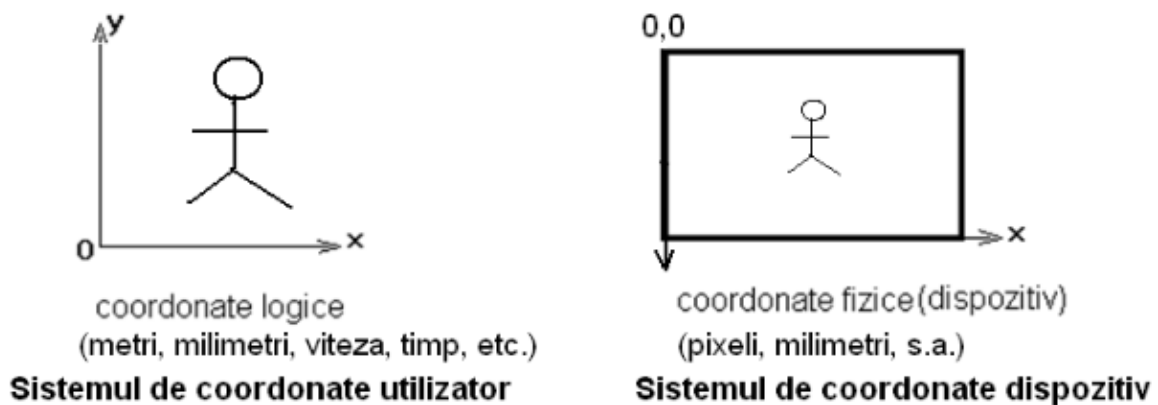 y
0
x
coordonate logice
(metri, milimetri, viteza, timp, etc.)
Sistemul de coordonate utilizator
0,0
x
coordonate fizice(dispozitiv)
(pixeli, milimetri, s.a.)
Sistemul de coordonate dispozitiv